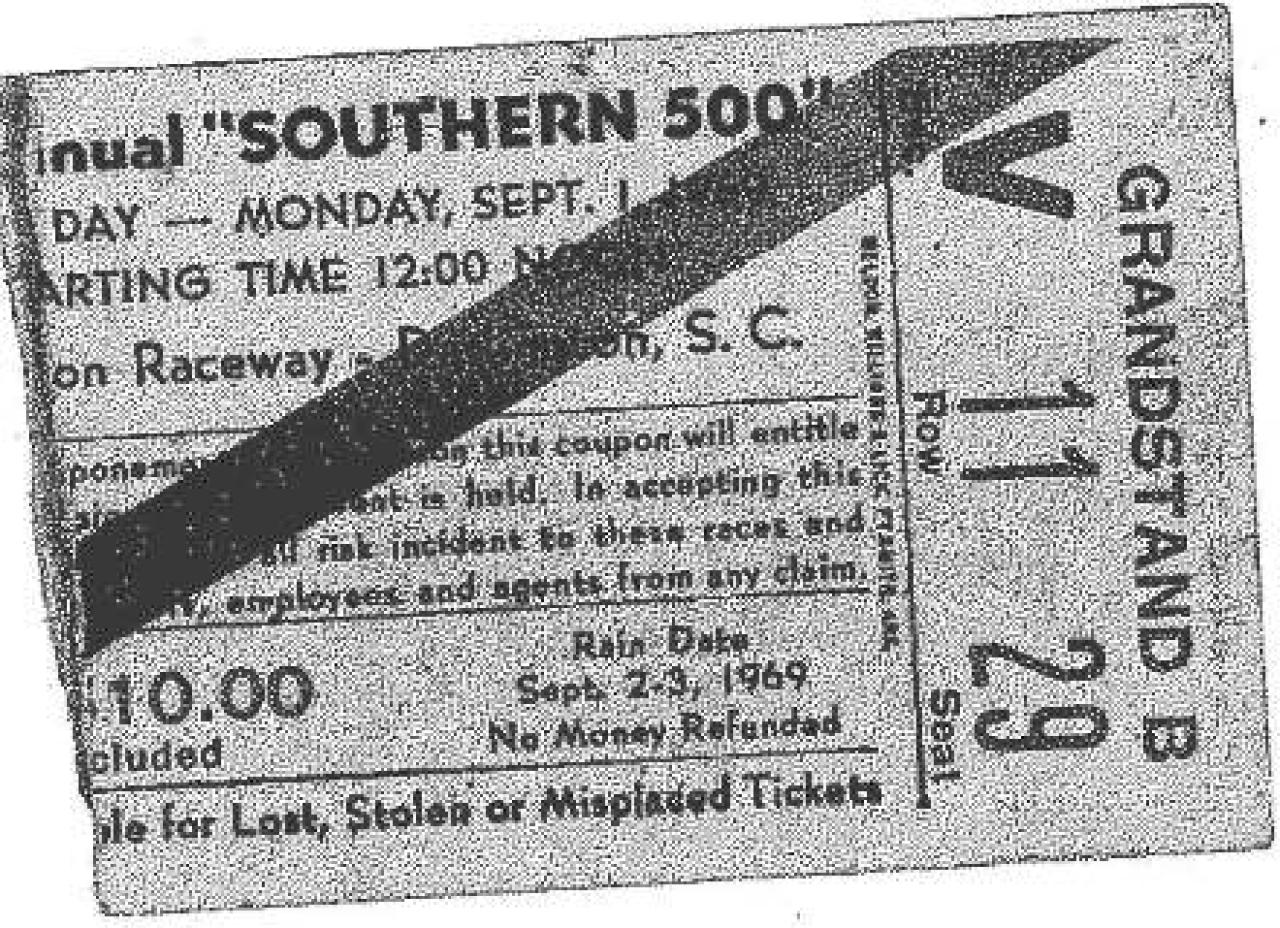 nual "SOUTHERN 500"
DAY — MONDAY, SEPT. 1,
ARTING TIME 12:00
on Raceway - , S. C.
this coupon will entitle
is held. In accepting this
risk incident to these races and
employees and agents from any claim.
$10.00
cluded
Rain Date
Sept. 2-3, 1969
No Money Refunded
le for Lost, Stolen or Misplaced Tickets
V
11
Row
29
Seat
GRANDSTAND B